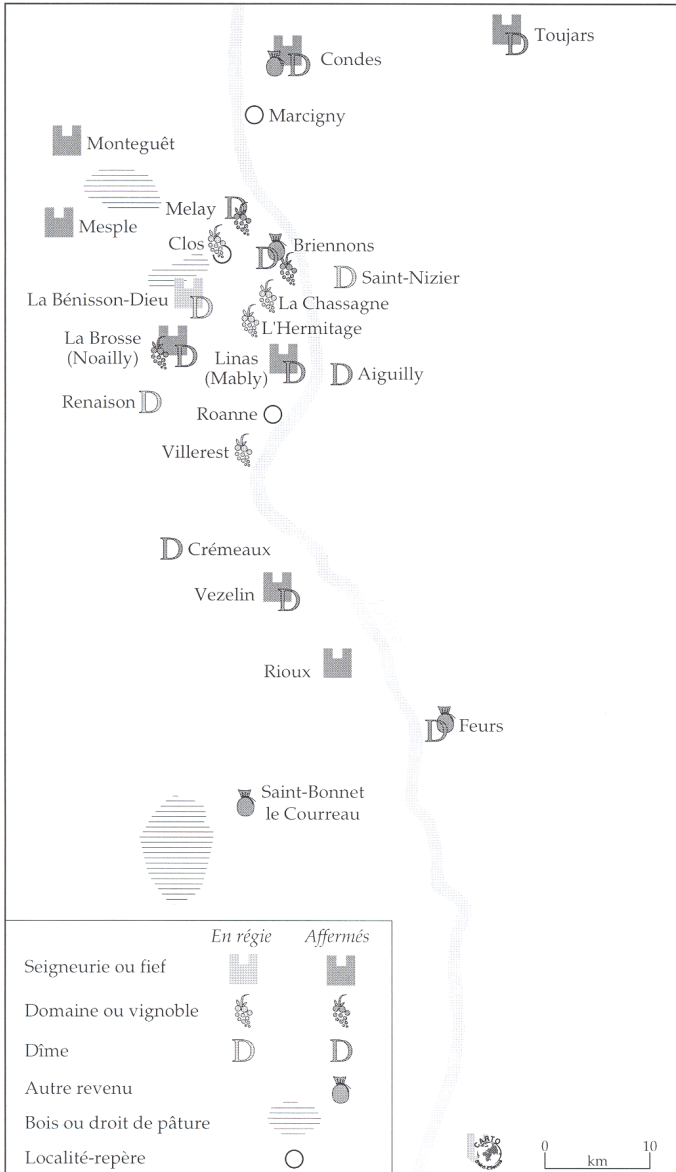 Toujars
Condes
Marcigny
Monteguêt
Melay
Mesple
Clos
Briennons
Saint-Nizier
La Bénisson-Dieu
La Chassagne
L'Hermitage
La Brosse
(Noailly)
Linas
(Mably)
Aiguilly
Renaison
Roanne
Villerest
Crémeaux
Vezelin
Rioux
Feurs
Saint-Bonnet
le Courreau
En régie Affermés
Seigneurie ou fief
Domaine ou vignoble
Dîme
Autre revenu
Bois ou droit de pâture
Localité-repère
CARTO
0 10
km